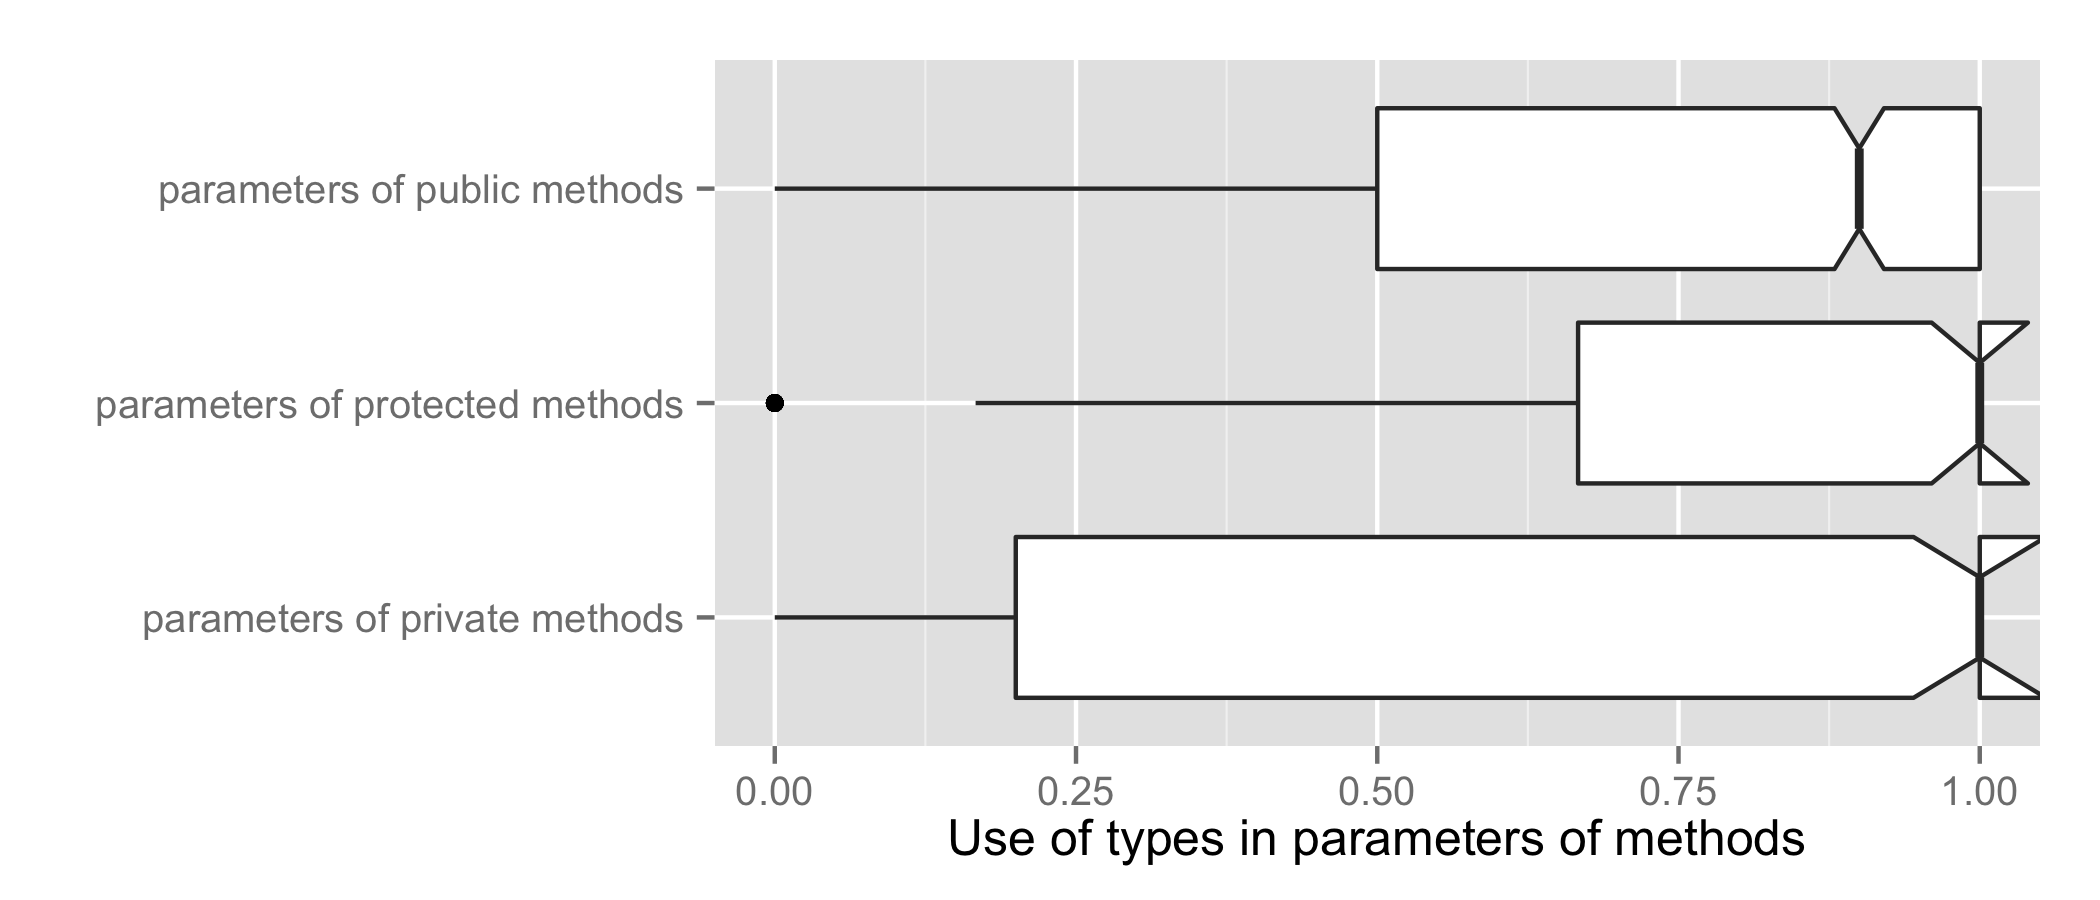 parameters of public methods
parameters of protected methods
parameters of private methods
0.00 0.25 0.50 0.75 1.00
Use of types in parameters of methods